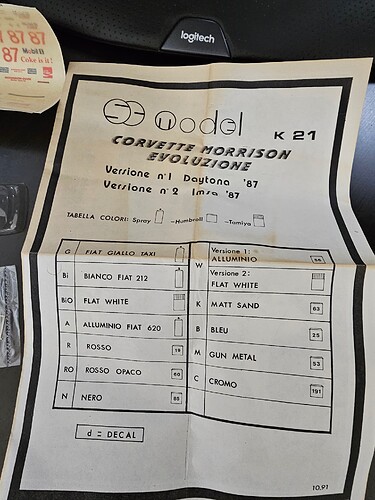 logitech
87 87
87 Mobil
Coke is it!
model K 21
CORVETTE MORRISON
EVOLUZIONE
Versione n°1 Daytona '87
Versione n°2 Imsa '87
TABELLA COLORI: Spray -Humbroll -Tamiya
G FIAT GIALLO TAXI
Bi BIANCO FIAT 212
BiO FLAT WHITE
A ALLUMINIO FIAT 620
R ROSSO 19
RO ROSSO OPACO 60
N NERO 85
W Versione 1:
ALLUMINIO 56
Versione 2:
FLAT WHITE
K MATT SAND 63
B BLEU 25
M GUN METAL 53
C CROMO 191
d = DECAL
10.91